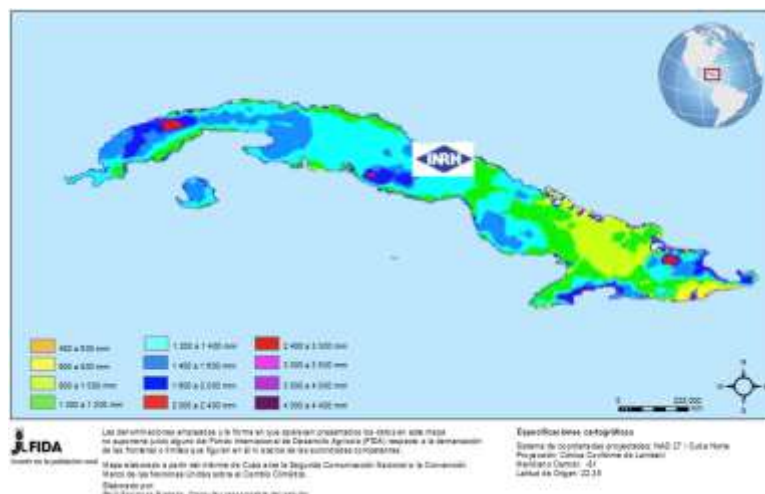 INRH
400 a 600 mm
600 a 800 mm
800 a 1 000 mm
1 000 a 1 200 mm
1 200 a 1 400 mm
1 400 a 1 600 mm
1 600 a 2 000 mm
2 000 a 2 400 mm
2 400 a 3 000 mm
3 000 a 3 500 mm
3 500 a 4 000 mm
4 000 a 4 400 mm
N
S
0
FIDA
Las denominaciones empleadas y la forma en que aparecen presentados los datos en este mapa
no suponen juicio alguno del Fondo Internacional de Desarrollo Agrícola (FIDA) respecto a la demarcación
de las fronteras o límites que figuran en él ni acerca de las autoridades competentes.
Mapa elaborado a partir del informe de Cuba ante la Segunda Comunicación Nacional a la Convención
Marco de las Naciones Unidas sobre el Cambio Climático.
Elaborado por:
Especificaciones cartográficas
Sistema de coordenadas proyectadas: NAD 27 Cuba Norte
Proyección: Cónica Conforme de Lambert
Meridiano Central: -81
Latitud de Origen: 22.35